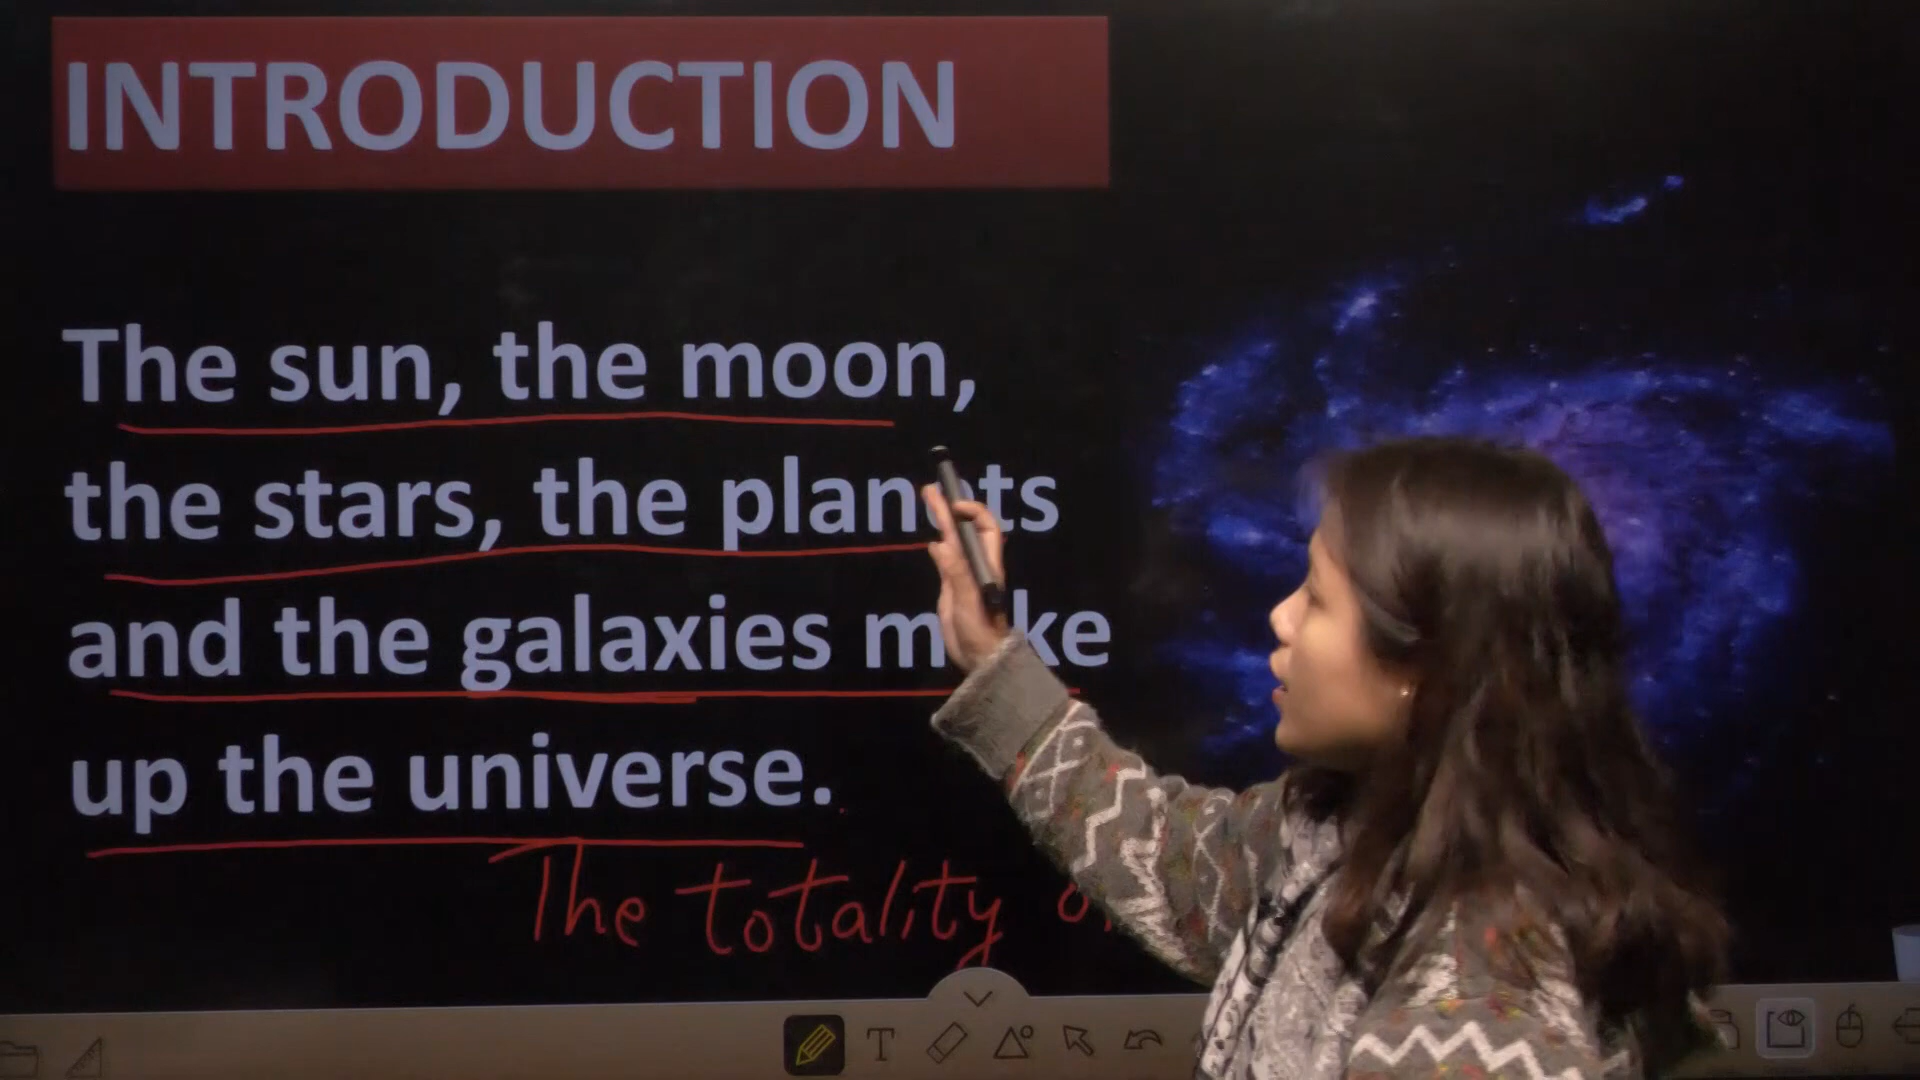 INTRODUCTION
The sun, the moon,
the stars, the planets
and the galaxies make
up the universe.
The totality